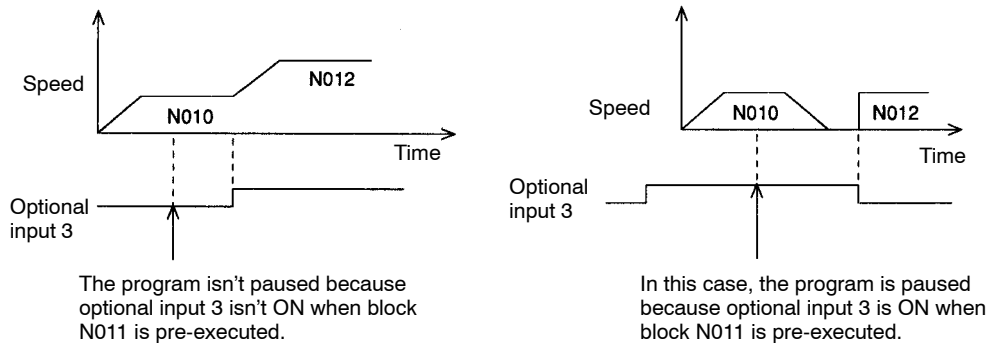 Speed
N010
N012
Time
Optional
input 3
The program isn't paused because
optional input 3 isn't ON when block
N011 is pre-executed.
Speed
N010
N012
Time
Optional
input 3
In this case, the program is paused
because optional input 3 is ON when
block N011 is pre-executed.